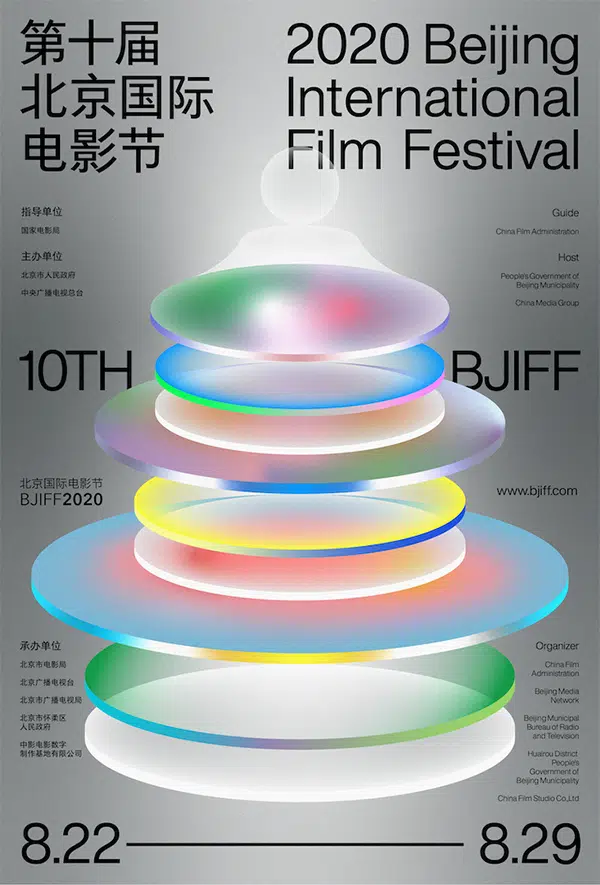 第十届
北京国际
电影节
2020 Beijing
International
Film Festival
指导单位
国家电影局
主办单位
北京市人民政府
中央广播电视总台
Guide
China Film Administration
Host
People's Government of
Beijing Municipality
China Media Group
10TH
BJIFF
北京国际电影节
BJIFF2020
www.bjiff.com
承办单位
北京市电影局
北京广播电视台
北京市广播电视局
北京市怀柔区
人民政府
中影电影数字
制作基地有限公司
Organizer
China Film
Administration
Beijing Media
Network
Beijing Municipal
Bureau of Radio
and Television
Huairou District
People's
Government of
Beijing Municipality
China Film Studio Co.,Ltd
8.22
8.29